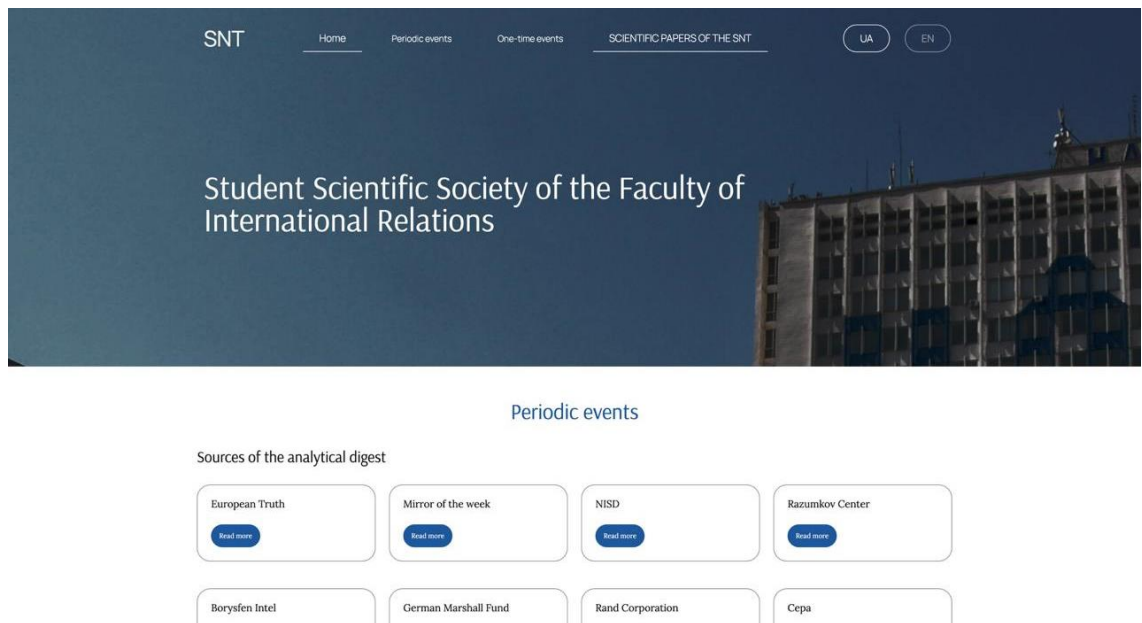 SNT
Home
Periodic events
One-time events
SCIENTIFIC PAPERS OF THE SNT
UA
EN
Student Scientific Society of the Faculty of
International Relations
Periodic events
Sources of the analytical digest
European Truth
Mirror of the week
NISD
Razumkov Center
Read more
Read more
Read more
Read more
Borysfen Intel
German Marshall Fund
Rand Corporation
Cepa